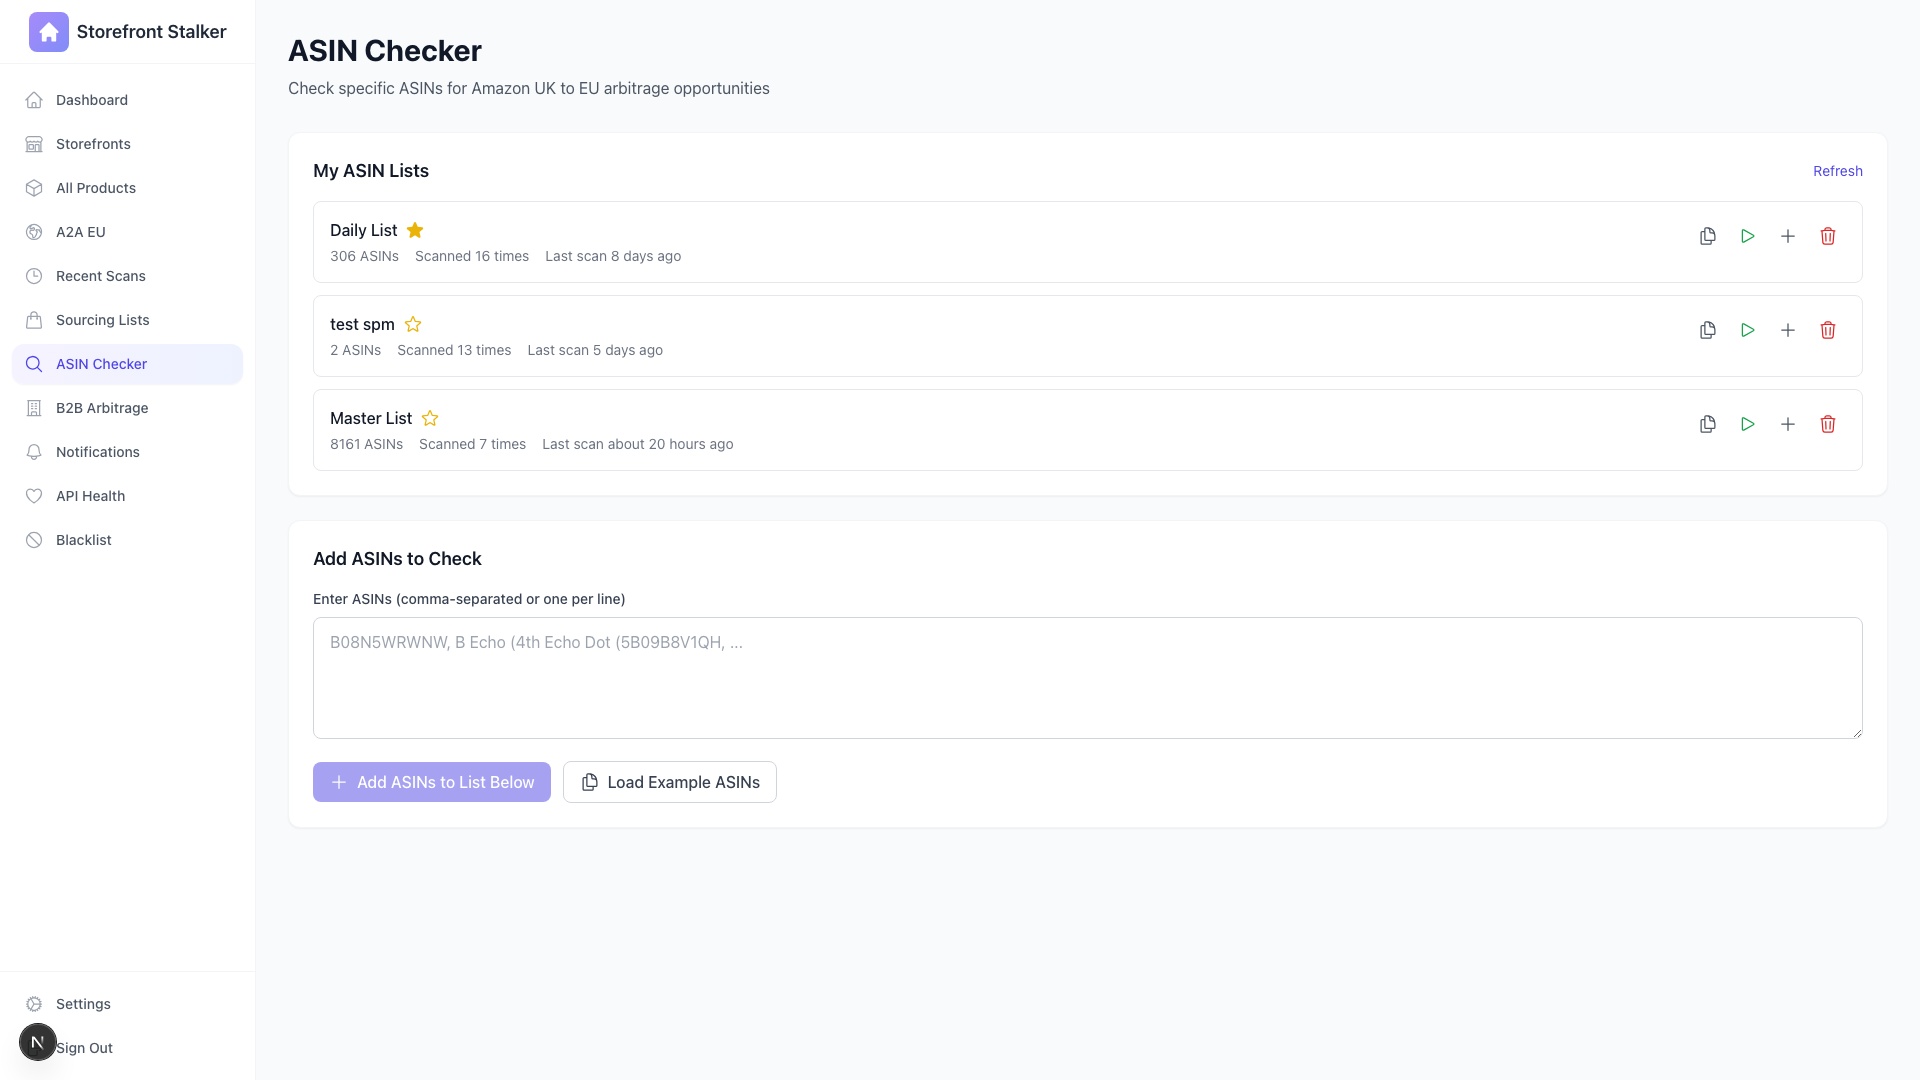 Storefront Stalker
Dashboard
Storefronts
All Products
A2A EU
Recent Scans
Sourcing Lists
ASIN Checker
B2B Arbitrage
Notifications
API Health
Blacklist
Settings
N
Sign Out
ASIN Checker
Check specific ASINs for Amazon UK to EU arbitrage opportunities
My ASIN Lists
Refresh
Daily List
306 ASINs Scanned 16 times Last scan 8 days ago
test spm
2 ASINs Scanned 13 times Last scan 5 days ago
Master List
8161 ASINs Scanned 7 times Last scan about 20 hours ago
Add ASINs to Check
Enter ASINs (comma-separated or one per line)
B08N5WRWNW, B Echo (4th Echo Dot (5B09B8V1QH, ...
Add ASINs to List Below
Load Example ASINs